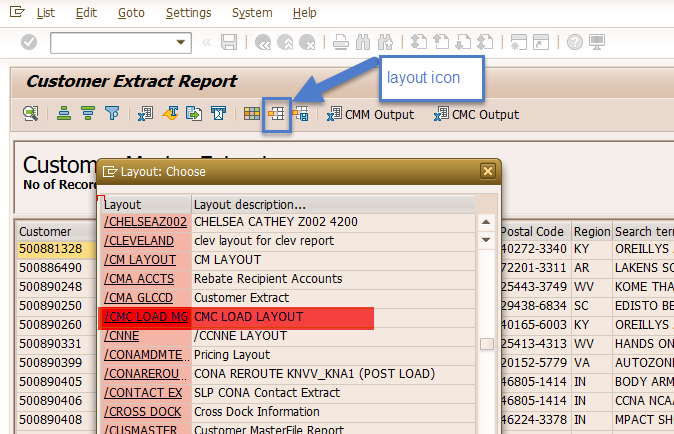 List Edit Goto Settings System Help
Customer Extract Report
layout icon
CMM Output CMC Output
No of Record
Layout: Choose
Layout Layout description...
/CHELSEAZ002 CHELSEA CATHEY Z002 4200
/CLEVELAND clev layout for clev report
/CM LAYOUT CM LAYOUT
/CMA ACCTS Rebate Recipient Accounts
/CMA GLCCD Customer Extract
/CMC LOAD MG CMC LOAD LAYOUT
/CNNE /CCNNE LAYOUT
/CONAMDMTE... Pricing Layout
/CONAREROU... CONA REROUTE KNVV_KNA1 (POST LOAD)
/CONTACT EX SLP CONA Contact Extract
/CROSS DOCK Cross Dock Information
/CUSMASTER Customer MasterFile Report
Customer
500881328
500886490
500890248
500890250
500890260
500890331
500890399
500890405
500890406
500890408
Postal Code Region Search term
40272-3340 KY OREILLYS A
72201-3311 AR LAKENS SC
25443-3749 WV KOME THA
29438-6834 SC EDISTO BE
40165-6003 KY OREILLYS A
25413-4313 WV HANDS ON
20152-5779 VA AUTOZON
46805-1414 IN BODY ARM
46805-1414 IN CCNA NCA
46224-3378 IN MPACT SH